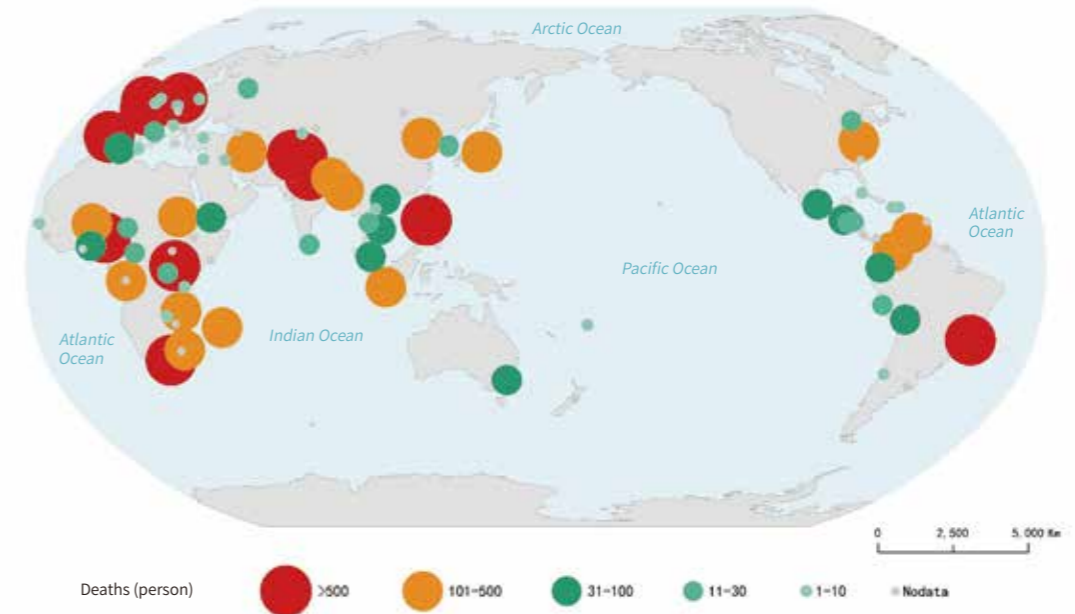 Arctic Ocean
Atlantic
Ocean
Pacific Ocean
Indian Ocean
Atlantic
Ocean
0 2,500 5,000 Km
Deaths (person) >500 101-500 31-100 11-30 1-10 Nodata